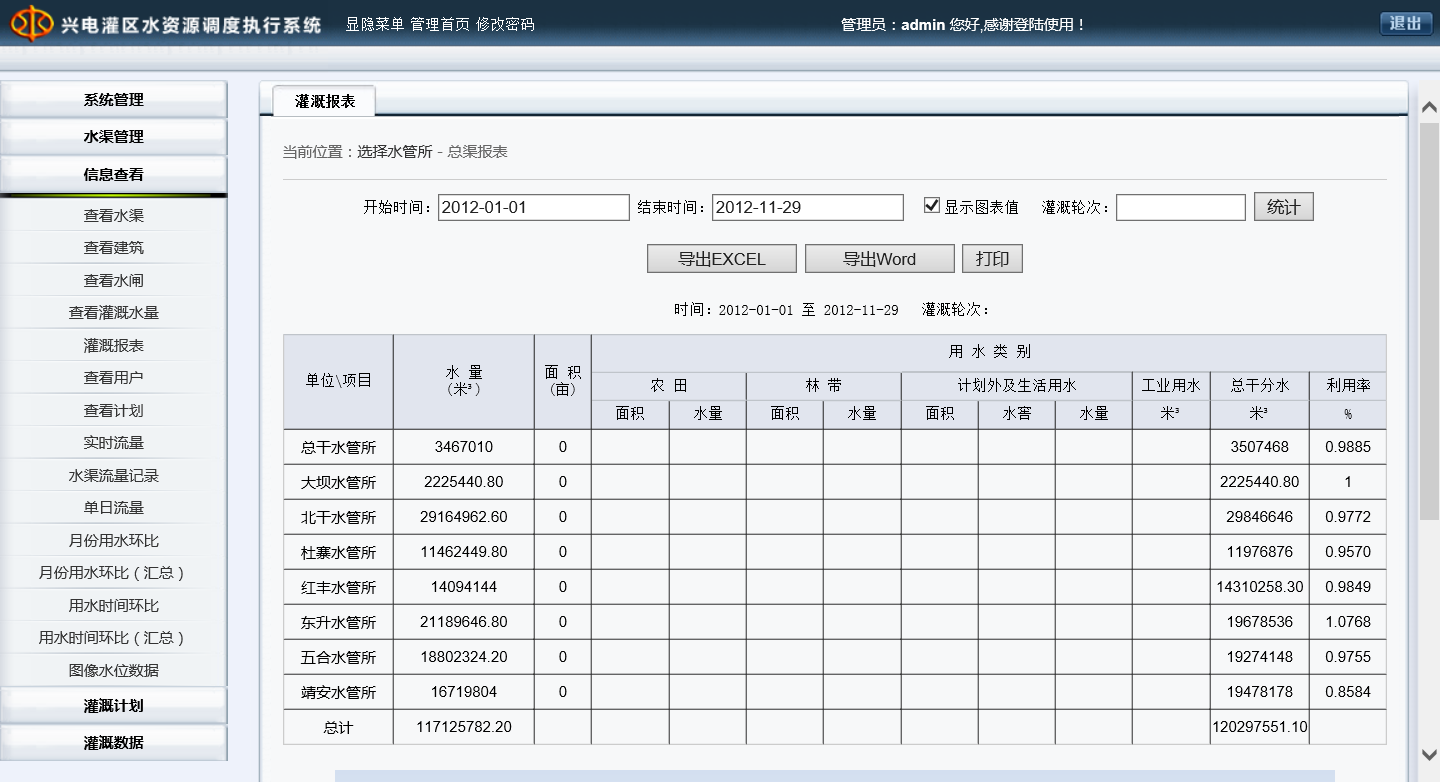 兴电灌区水资源调度执行系统 显隐菜单 管理首页 修改密码 管理员：admin 您好,感谢登陆使用！ 退出
系统管理
水渠管理
信息查看
查看水渠
查看建筑
查看水闸
查看灌溉水量
灌溉报表
查看用户
查看计划
实时流量
水渠流量记录
单日流量
月份用水环比
月份用水环比（汇总）
用水时间环比
用水时间环比（汇总）
图像水位数据
灌溉计划
灌溉数据
灌溉报表
当前位置：选择水管所 - 总渠报表
开始时间： 2012-01-01 结束时间： 2012-11-29 显示图表值 灌溉轮次： 统计
导出EXCEL 导出Word 打印
时间：2012-01-01 至 2012-11-29 灌溉轮次：
单位\项目 水 量 (米³) 面 积 (亩) 用 水 类 别
农 田 林 带 计划外及生活用水 工业用水 总干分水 利用率
面积 水量 面积 水量 面积 水窖 水量 米³ 米³ %
总干水管所 3467010 0 3507468 0.9885
大坝水管所 2225440.80 0 2225440.80 1
北干水管所 29164962.60 0 29846646 0.9772
杜寨水管所 11462449.80 0 11976876 0.9570
红丰水管所 14094144 0 14310258.30 0.9849
东升水管所 21189646.80 0 19678536 1.0768
五合水管所 18802324.20 0 19274148 0.9755
靖安水管所 16719804 0 19478178 0.8584
总计 117125782.20 120297551.10